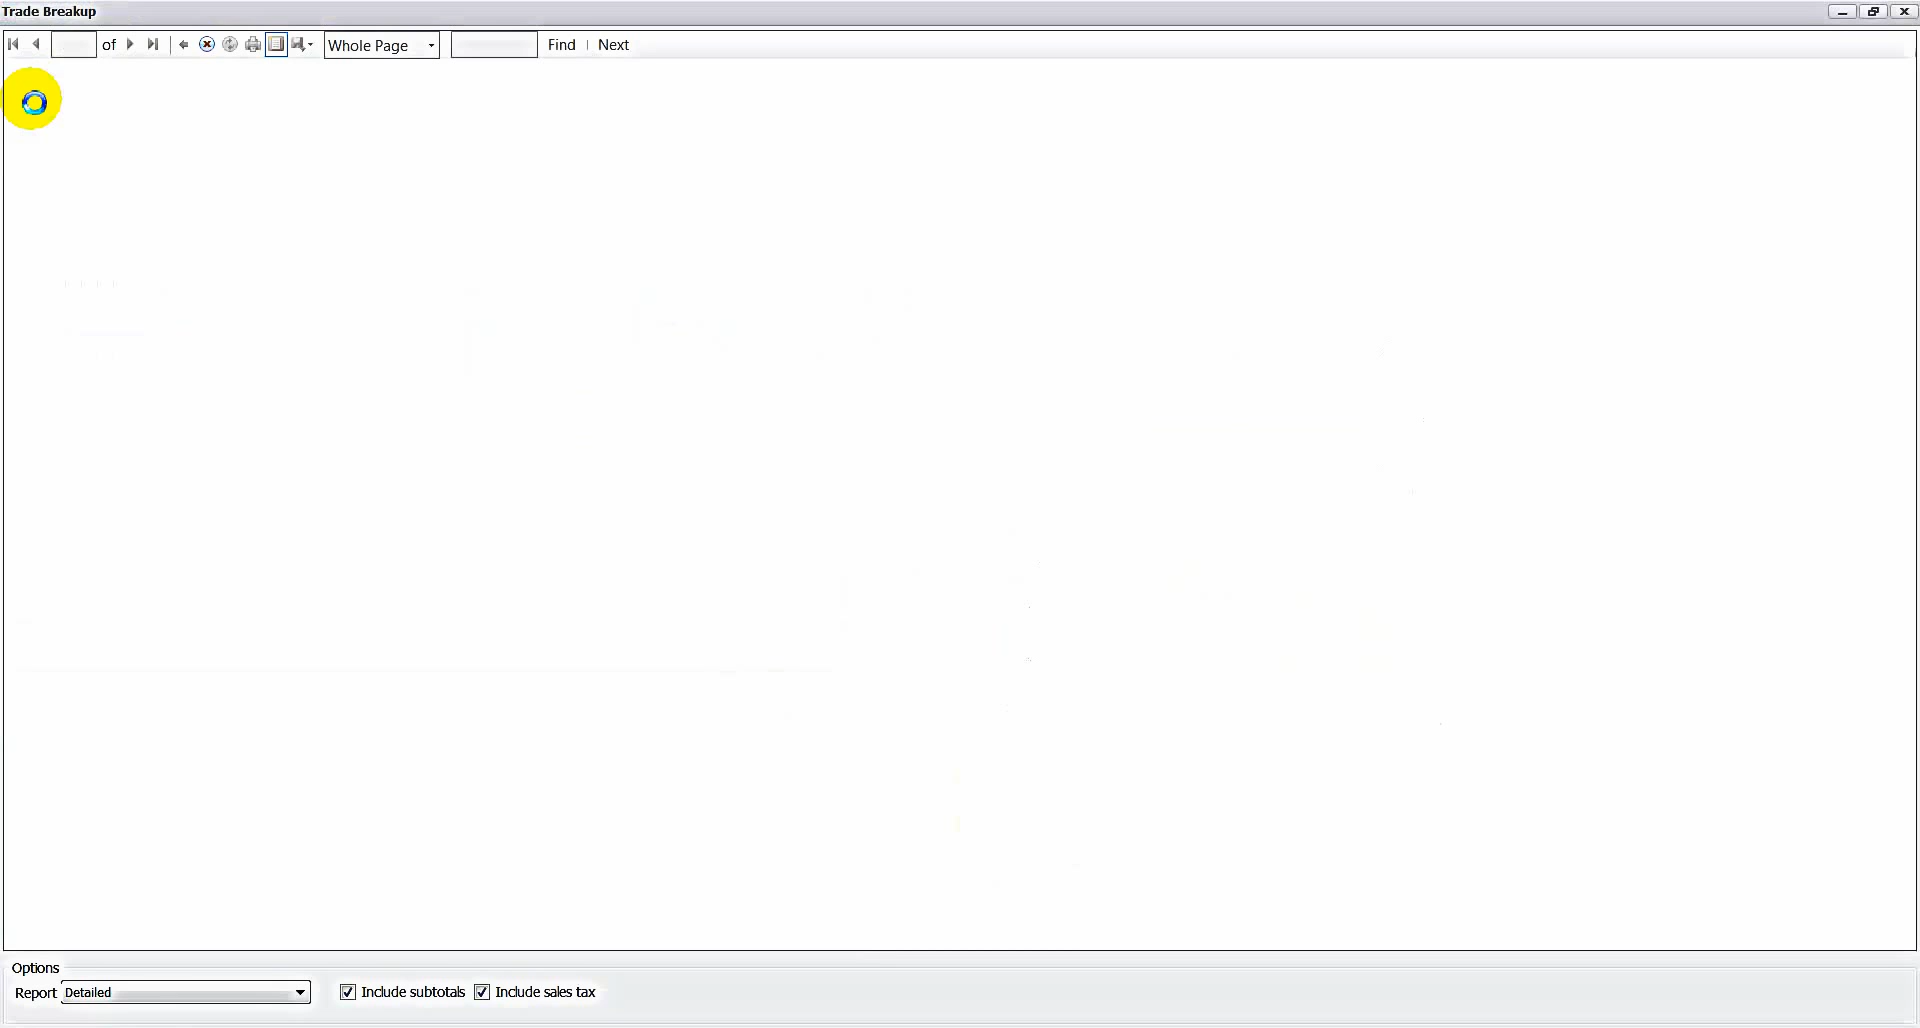 Trade Breakup
of
Whole Page
Find
Next
Options
Report Detailed Include subtotals Include sales tax